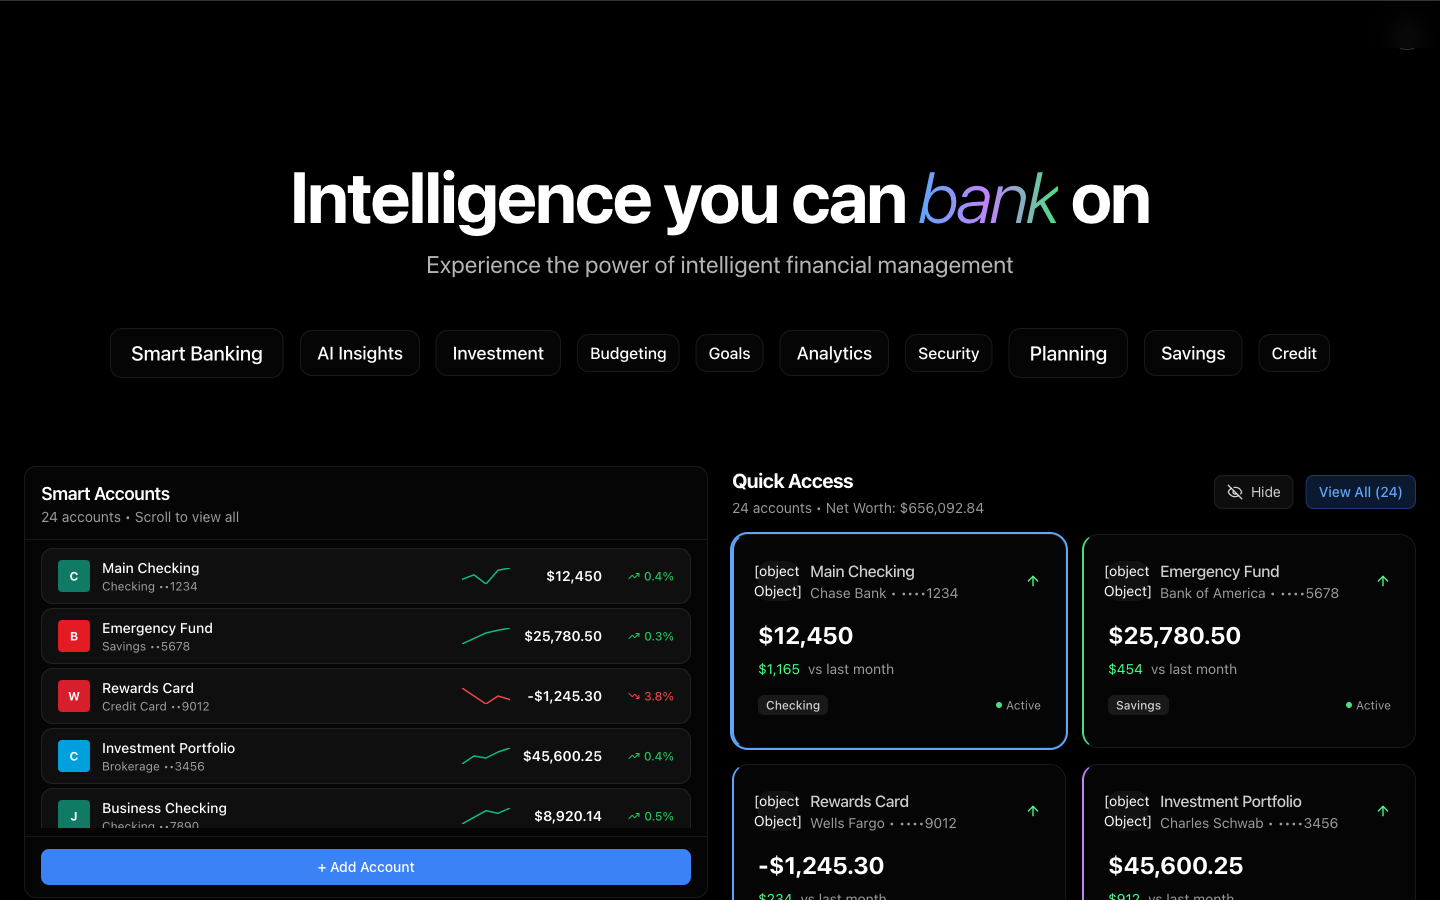 Intelligence you can bank on
Experience the power of intelligent financial management
Smart Banking
AI Insights
Investment
Budgeting
Goals
Analytics
Security
Planning
Savings
Credit
Smart Accounts
24 accounts • Scroll to view all
C
Main Checking
Checking ••1234
$12,450
0.4%
B
Emergency Fund
Savings ••5678
$25,780.50
0.3%
W
Rewards Card
Credit Card ••9012
-$1,245.30
3.8%
C
Investment Portfolio
Brokerage ••3456
$45,600.25
0.4%
J
Business Checking
Checking ••7890
$8,920.14
0.5%
+ Add Account
Quick Access
24 accounts • Net Worth: $656,092.84
Hide
View All (24)
[object
Object]
Main Checking
Chase Bank • ••••1234
$12,450
$1,165 vs last month
Checking
Active
[object
Object]
Emergency Fund
Bank of America • ••••5678
$25,780.50
$454 vs last month
Savings
Active
[object
Object]
Rewards Card
Wells Fargo • ••••9012
-$1,245.30
$234 vs last month
[object
Object]
Investment Portfolio
Charles Schwab • ••••3456
$45,600.25
$912 vs last month